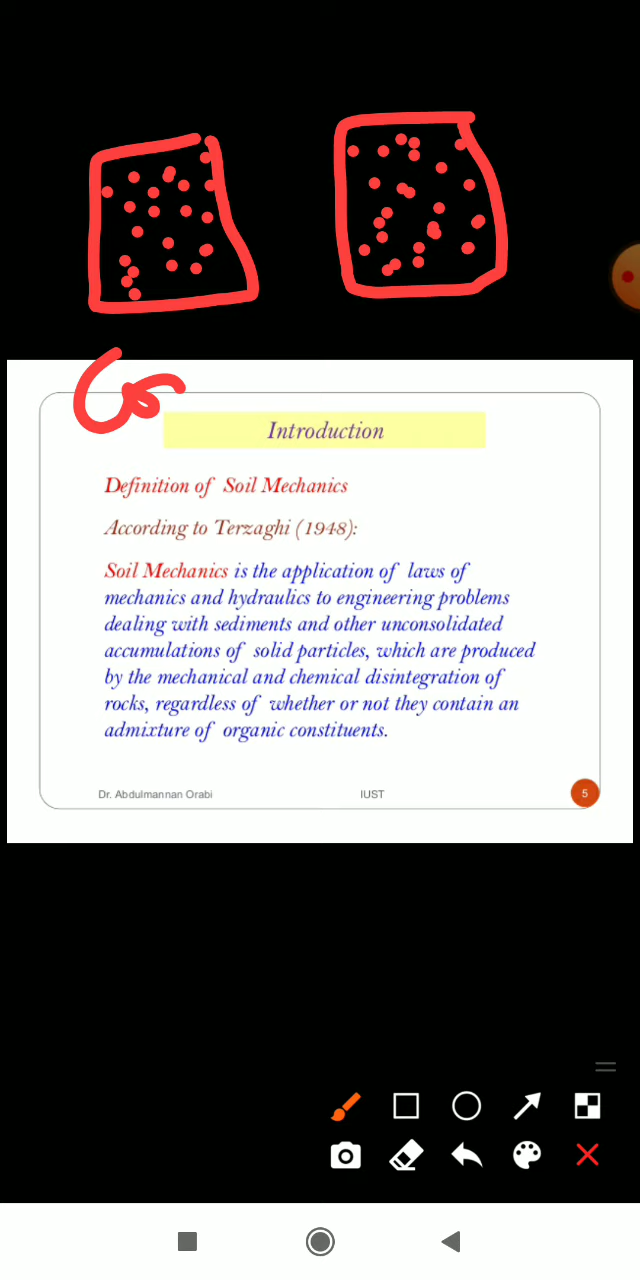 Introduction
Definition of Soil Mechanics
According to Terzaghi (1948):
Soil Mechanics is the application of laws of
mechanics and hydraulics to engineering problems
dealing with sediments and other unconsolidated
accumulations of solid particles, which are produced
by the mechanical and chemical disintegration of
rocks, regardless of whether or not they contain an
admixture of organic constituents.
Dr. Abdulmannan Orabi IUST 5